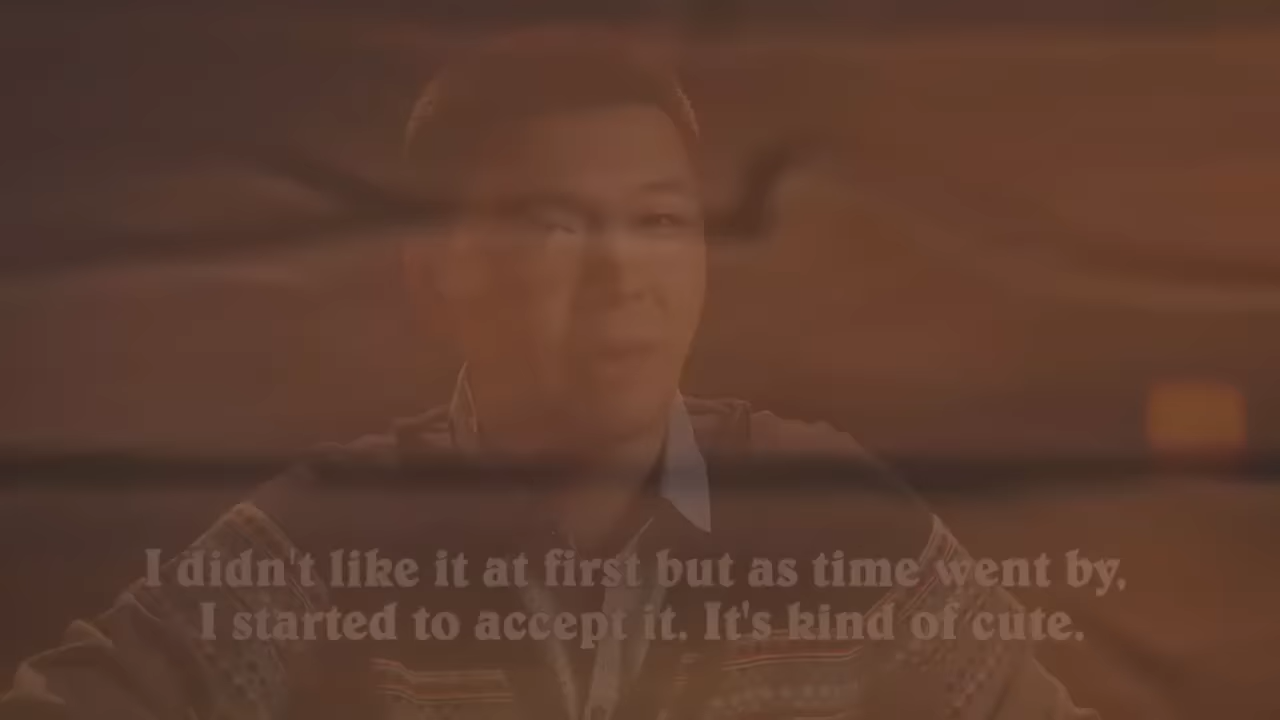 I didn't like it at first but as time went by,
I started to accept it. It's kind of cute.